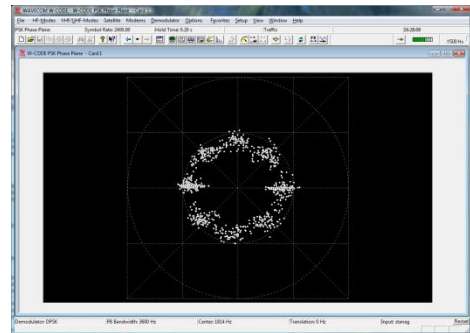 WAVECOM W-CODE - [W-CODE PSK Phase Plane - Card 1]
File HF-Modes VHF/UHF-Modes Satellite Modems Demodulator Options Favorites Setup View Window Help
PSK Phase Plane Symbol Rate: 2400.00 Hold Time: 0.20 s Traffic
W-CODE PSK Phase Plane - Card 1
Demodulator: DPSK PB Bandwidth: 3600 Hz Center: 1824 Hz Translation: 0 Hz